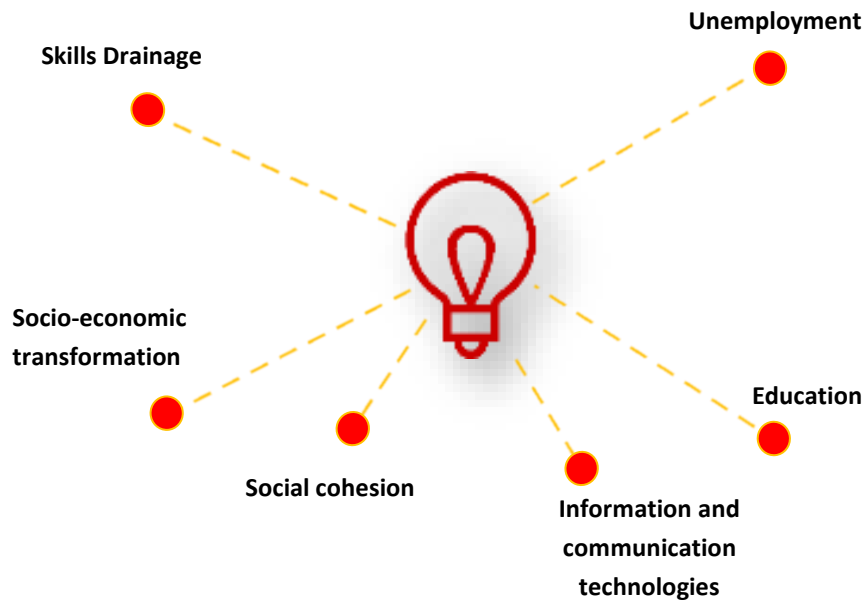 Unemployment
Skills Drainage
Socio-economic
transformation
Education
Social cohesion
Information and
communication
technologies